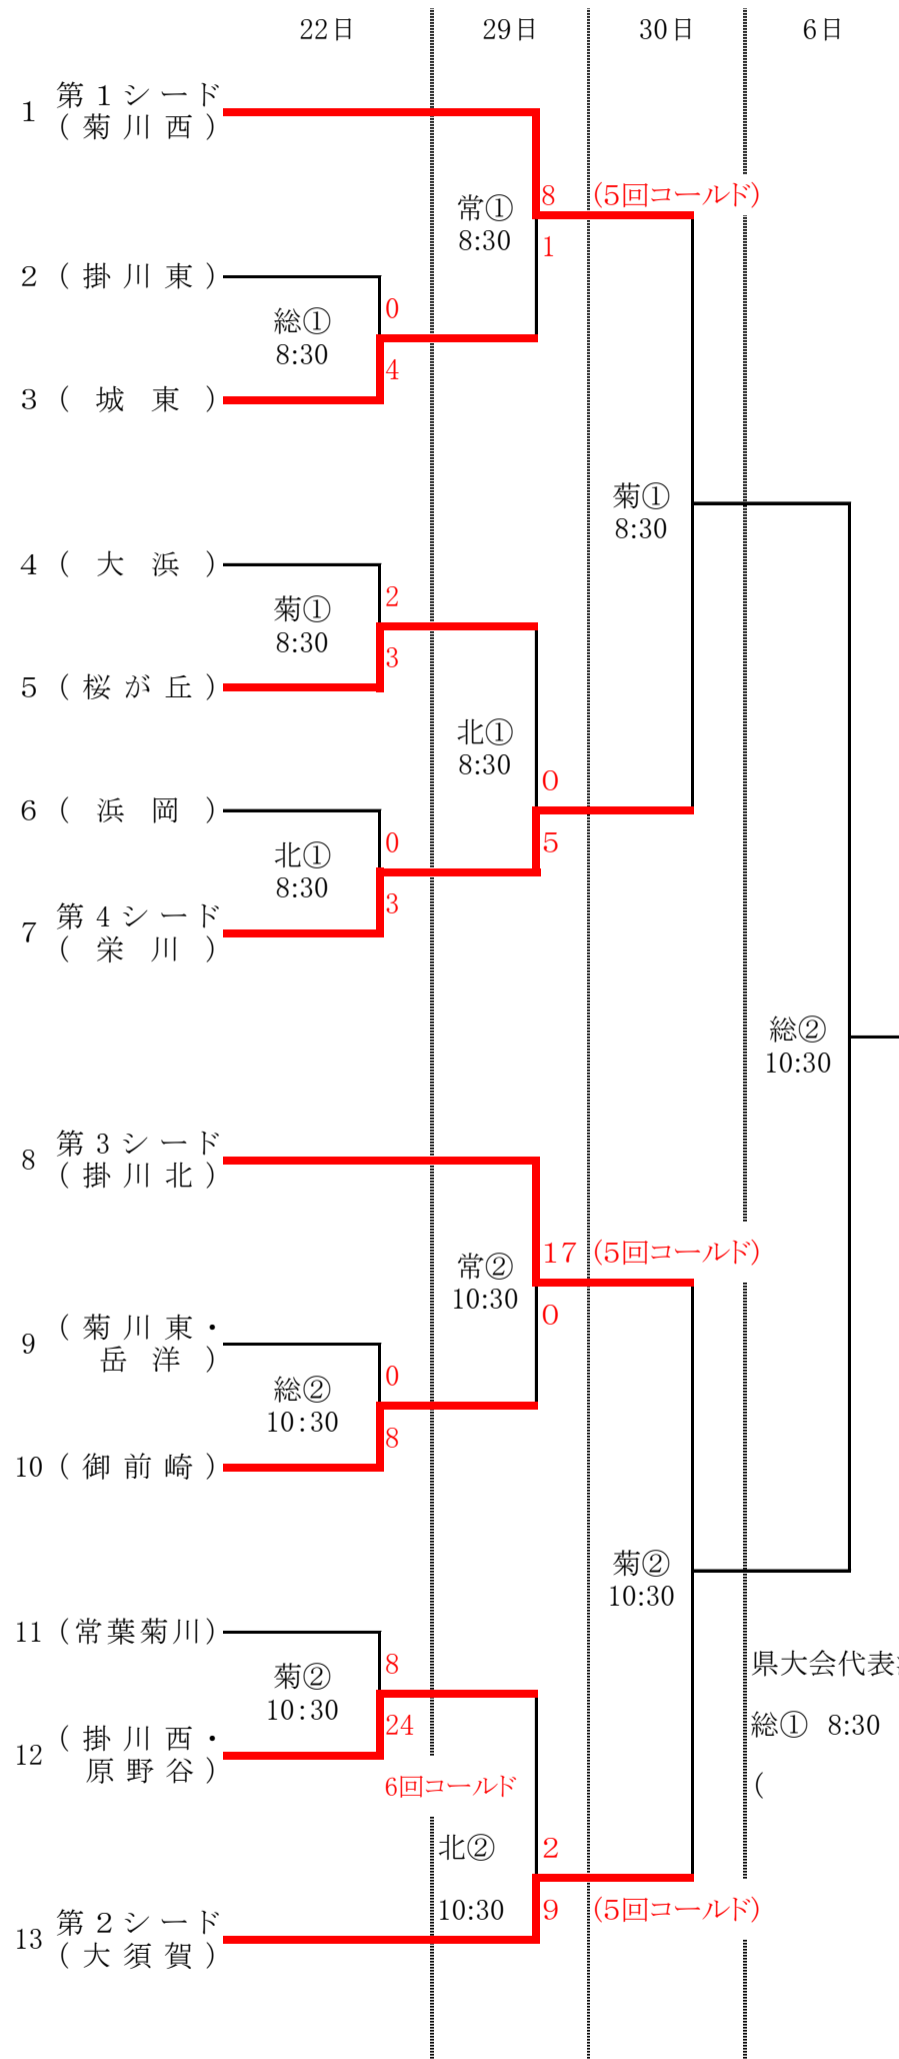 22日 29日 30日 6日
1 第1シード
(菊川西)
8 (5回コールド)
常①
8:30
1
2 (掛川東)
0
総①
8:30
4
3 (城東)
菊①
8:30
4 (大浜)
2
菊①
8:30
3
5 (桜が丘)
北①
8:30
0
6 (浜岡)
0
5
北①
8:30
3
7 第4シード
(栄川)
総②
10:30
8 第3シード
(掛川北)
17 (5回コールド)
常②
10:30
0
9 (菊川東・
岳洋)
0
総②
10:30
8
10 (御前崎)
菊②
10:30
11 (常葉菊川)
8
県大会代表
菊②
10:30
24
総① 8:30
12 (掛川西・
原野谷)
6回コールド
(
北②
2
10:30
9 (5回コールド)
13 第2シード
(大須賀)